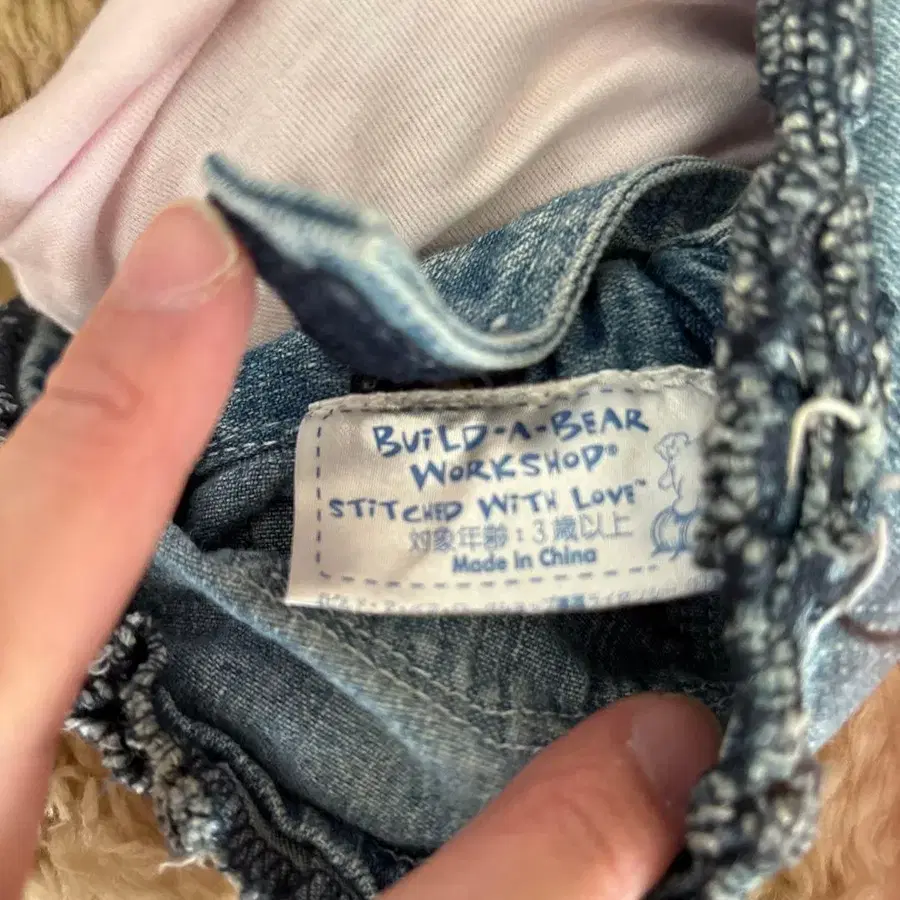 BUiLD-A-BEAR
WORKSHOP®
STiTCHED WiTH LOVE™
対象年齢:3歳以上
Made in China